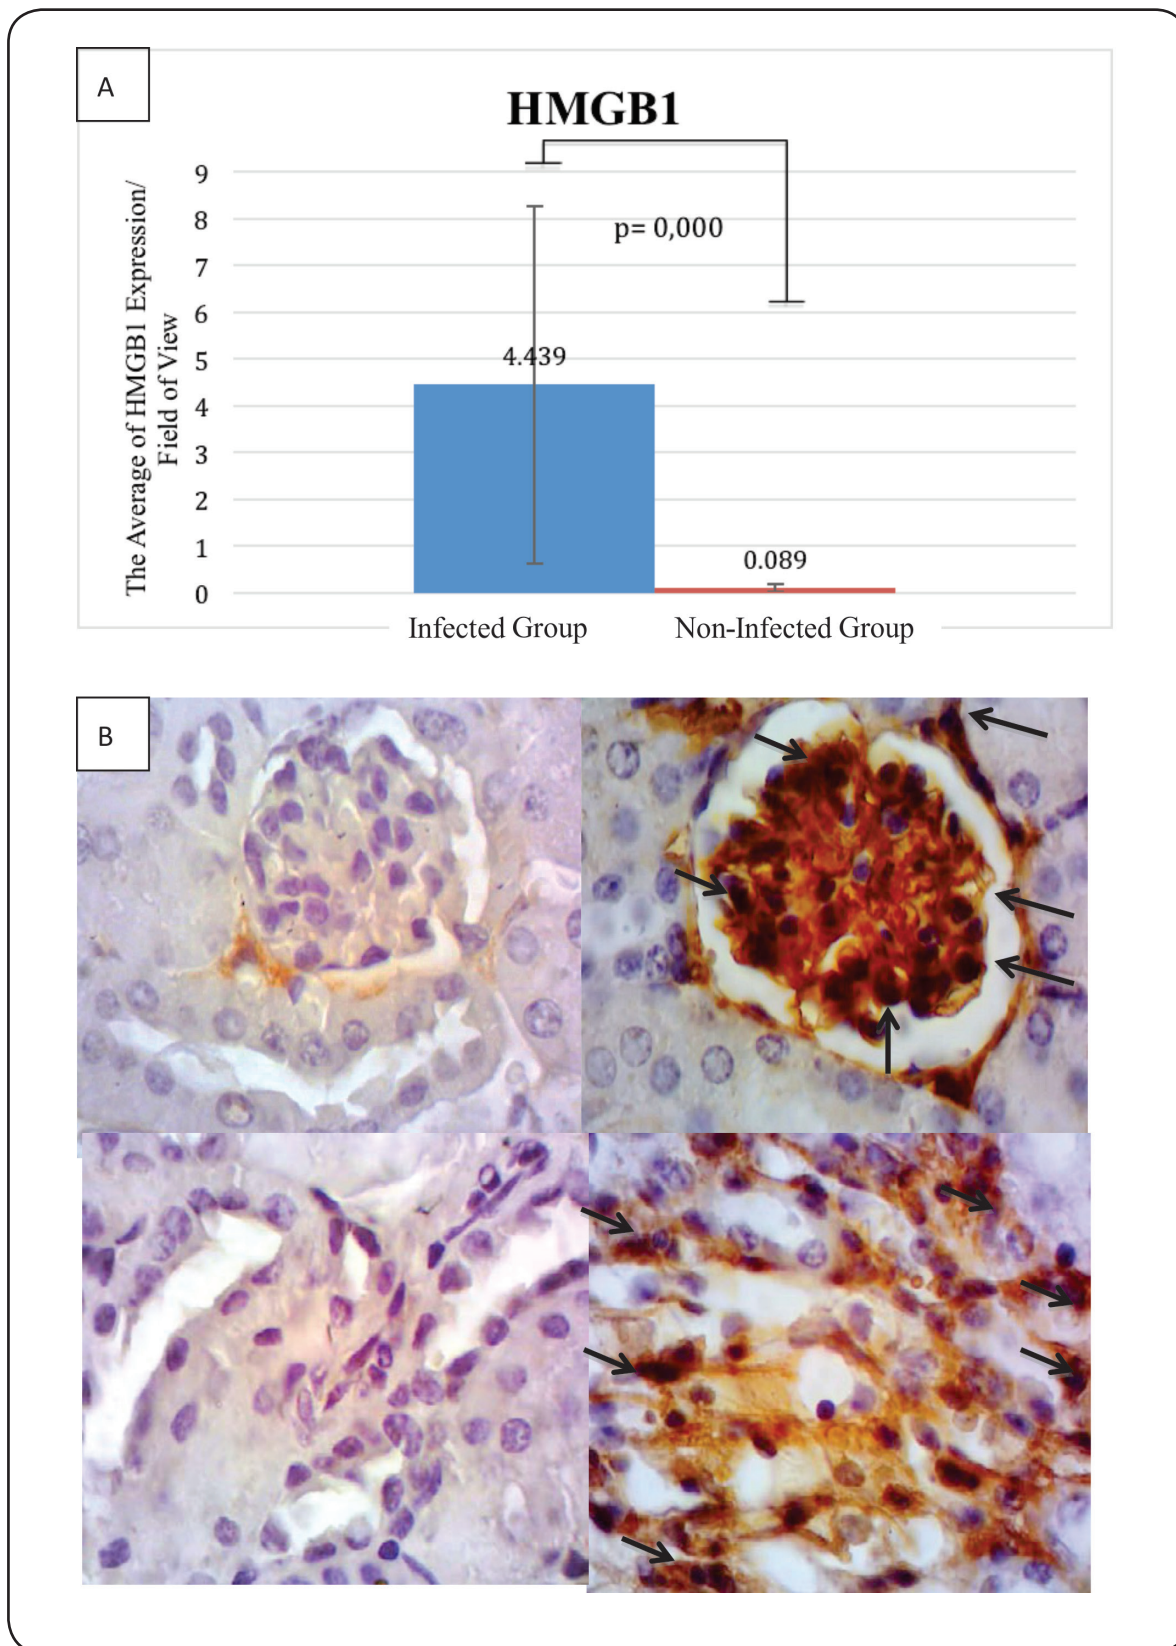 A
HMGB1
The Average of HMGB1 Expression/
Field of View
9
8
7
6
5
4
3
2
1
0
p= 0,000
4.439
0.089
Infected Group
Non-Infected Group
B